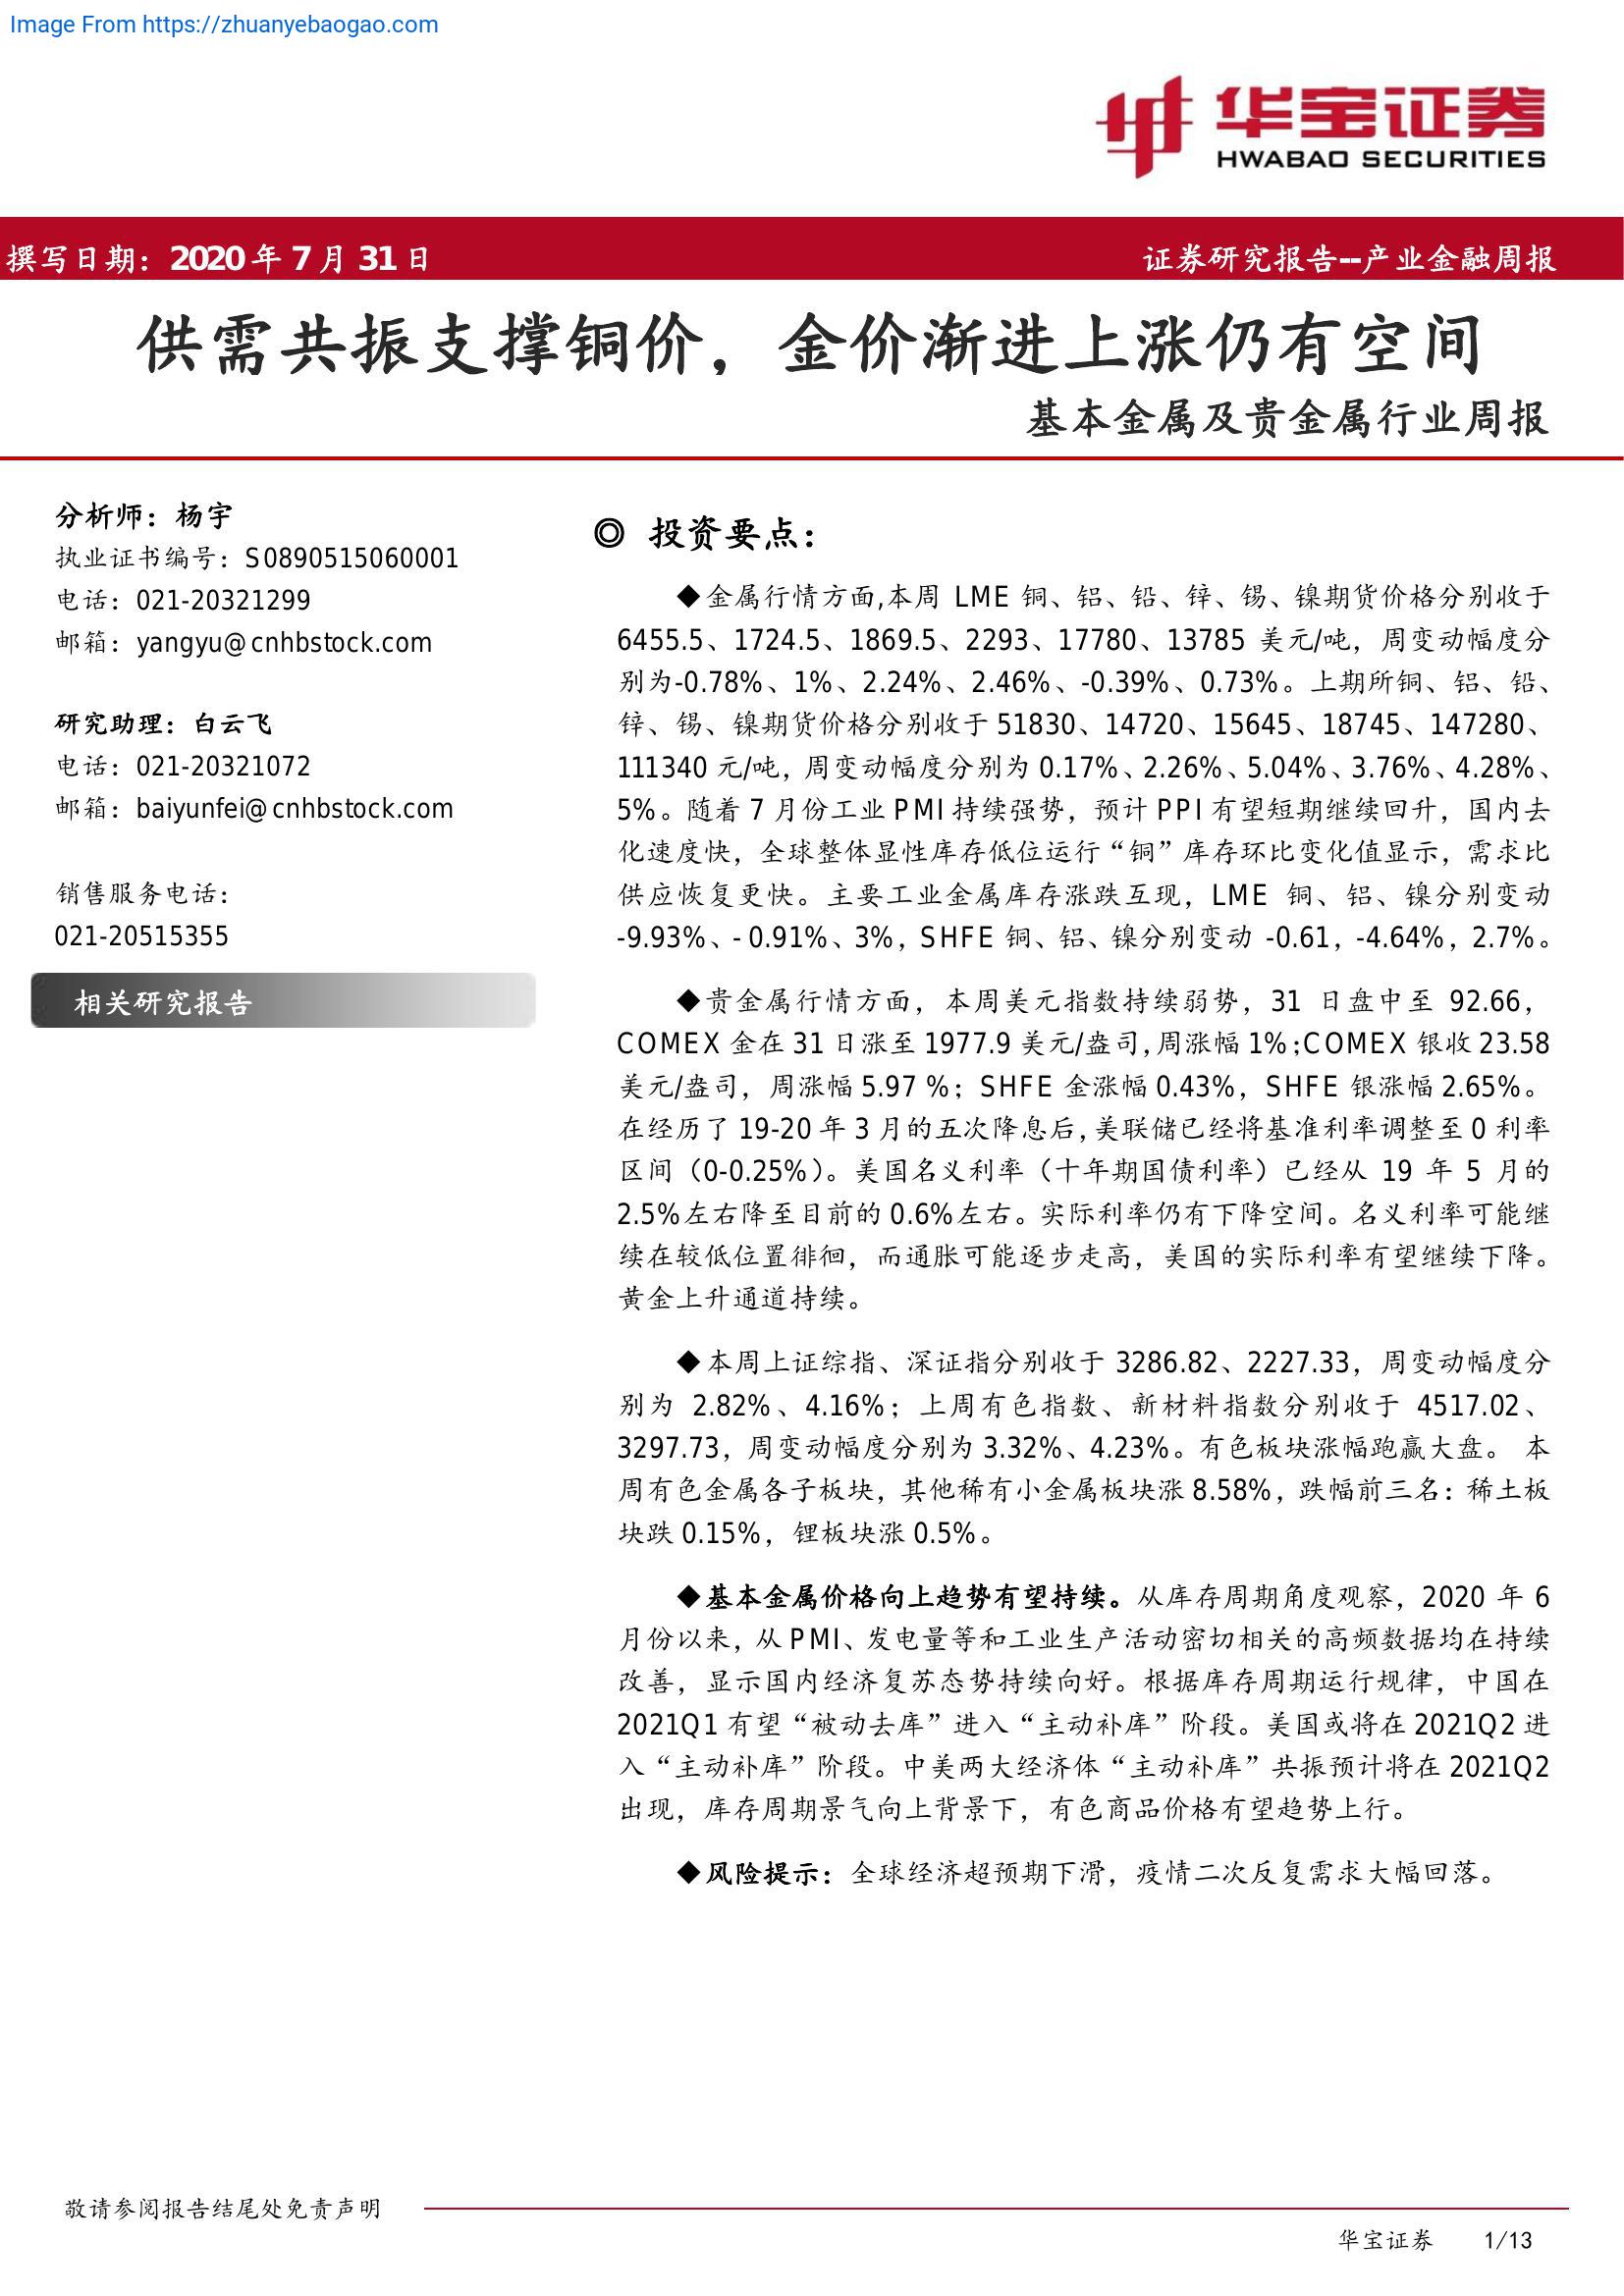 Image From https://zhuanyebaogao.com
华宝证券
HWABAO SECURITIES
撰写日期：2020 年 7 月 31 日
证券研究报告--产业金融周报
供需共振支撑铜价，金价渐进上涨仍有空间
基本金属及贵金属行业周报
分析师：杨宇
执业证书编号：S0890515060001
电话：021-20321299
邮箱：yangyu@cnhbstock.com
研究助理：白云飞
电话：021-20321072
邮箱：baiyunfei@cnhbstock.com
销售服务电话：
021-20515355
相关研究报告
◎ 投资要点：
◆金属行情方面,本周 LME 铜、铝、铅、锌、锡、镍期货价格分别收于
6455.5、1724.5、1869.5、2293、17780、13785 美元/吨，周变动幅度分
别为-0.78%、1%、2.24%、2.46%、-0.39%、0.73%。上期所铜、铝、铅、
锌、锡、镍期货价格分别收于 51830、14720、15645、18745、147280、
111340 元/吨，周变动幅度分别为 0.17%、2.26%、5.04%、3.76%、4.28%、
5%。随着 7 月份工业 PMI 持续强势，预计 PPI 有望短期继续回升，国内去
化速度快，全球整体显性库存低位运行“铜”库存环比变化值显示，需求比
供应恢复更快。主要工业金属库存涨跌互现，LME 铜、铝、镍分别变动
-9.93%、- 0.91%、3%，SHFE 铜、铝、镍分别变动 -0.61，-4.64%，2.7%。
◆贵金属行情方面，本周美元指数持续弱势，31 日盘中至 92.66，
COMEX 金在 31 日涨至 1977.9 美元/盎司,周涨幅 1%;COMEX 银收 23.58
美元/盎司，周涨幅 5.97 %；SHFE 金涨幅 0.43%，SHFE 银涨幅 2.65%。
在经历了 19-20 年 3 月的五次降息后,美联储已经将基准利率调整至 0 利率
区间（0-0.25%）。美国名义利率（十年期国债利率）已经从 19 年 5 月的
2.5%左右降至目前的 0.6%左右。实际利率仍有下降空间。名义利率可能继
续在较低位置徘徊，而通胀可能逐步走高，美国的实际利率有望继续下降。
黄金上升通道持续。
◆本周上证综指、深证指分别收于 3286.82、2227.33，周变动幅度分
别为 2.82%、4.16%；上周有色指数、新材料指数分别收于 4517.02、
3297.73，周变动幅度分别为 3.32%、4.23%。有色板块涨幅跑赢大盘。 本
周有色金属各子板块，其他稀有小金属板块涨 8.58%，跌幅前三名：稀土板
块跌 0.15%，锂板块涨 0.5%。
◆基本金属价格向上趋势有望持续。从库存周期角度观察，2020 年 6
月份以来，从 PMI、发电量等和工业生产活动密切相关的高频数据均在持续
改善，显示国内经济复苏态势持续向好。根据库存周期运行规律，中国在
2021Q1 有望“被动去库”进入“主动补库”阶段。美国或将在 2021Q2 进
入“主动补库”阶段。中美两大经济体“主动补库”共振预计将在 2021Q2
出现，库存周期景气向上背景下，有色商品价格有望趋势上行。
◆风险提示：全球经济超预期下滑，疫情二次反复需求大幅回落。
敬请参阅报告结尾处免责声明
华宝证券 1/13